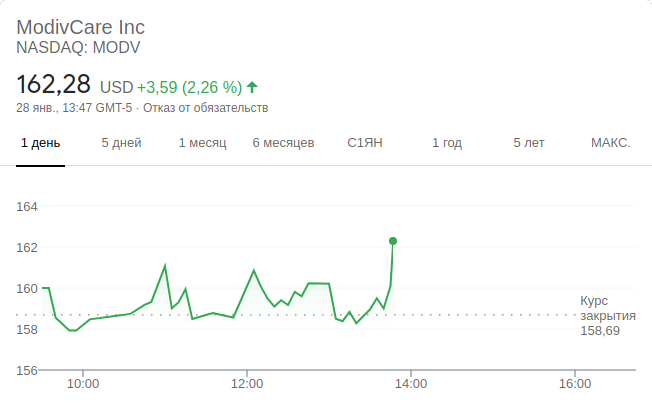 ModivCare Inc
NASDAQ: MODV
162,28 USD +3,59 (2,26 %)
28 янв., 13:47 GMT-5 · Отказ от обязательств
1 день 5 дней 1 месяц 6 месяцев С1ЯН 1 год 5 лет МАКС.
164
162
160
158
156
Курс
закрытия
158,69
10:00 12:00 14:00 16:00